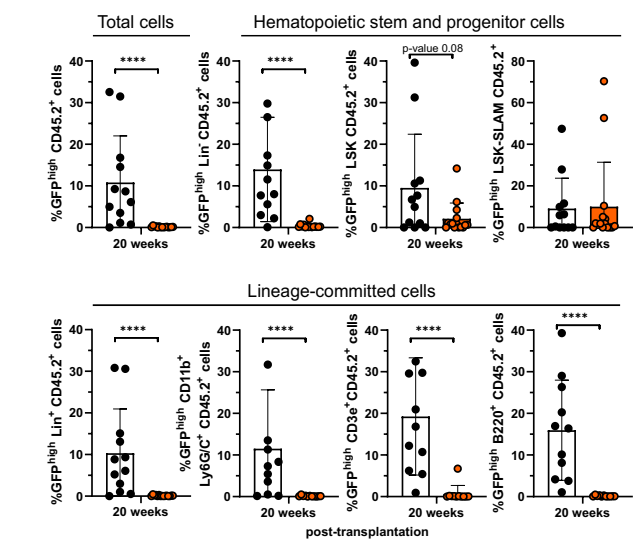 Total cells
Hematopoietic stem and progenitor cells
%GFPhigh CD45.2+ cells
40
30
20
10
0
****
20 weeks
%GFPhigh Lin- CD45.2+ cells
40
30
20
10
0
****
20 weeks
%GFPhigh LSK CD45.2+ cells
40
30
20
10
0
p-value 0.08
20 weeks
%GFPhigh LSK-SLAM CD45.2+
80
60
40
20
0
20 weeks
Lineage-committed cells
%GFPhigh Lin+ CD45.2+ cells
40
30
20
10
0
****
20 weeks
%GFPhigh CD11b+
Ly6G/c+ CD45.2+ cells
40
30
20
10
0
****
20 weeks
%GFPhigh CD3e+ CD45.2+ cells
40
30
20
10
0
****
20 weeks
%GFPhigh B220+ CD45.2+ cells
40
30
20
10
0
****
20 weeks
post-transplantation